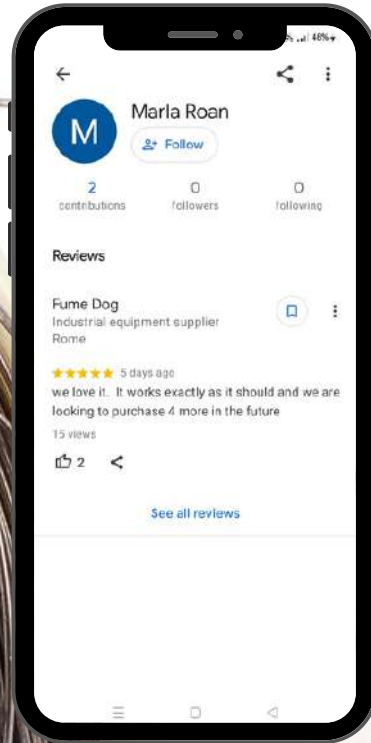 48%
Marla Roan
M
Follow
2
0
0
contributions
followers
following
Reviews
Fume Dog
Industrial equipment supplier
Rome
5 days ago
we love it. It works exactly as it should and we are
looking to purchase 4 more in the future
15 views
2
See all reviews